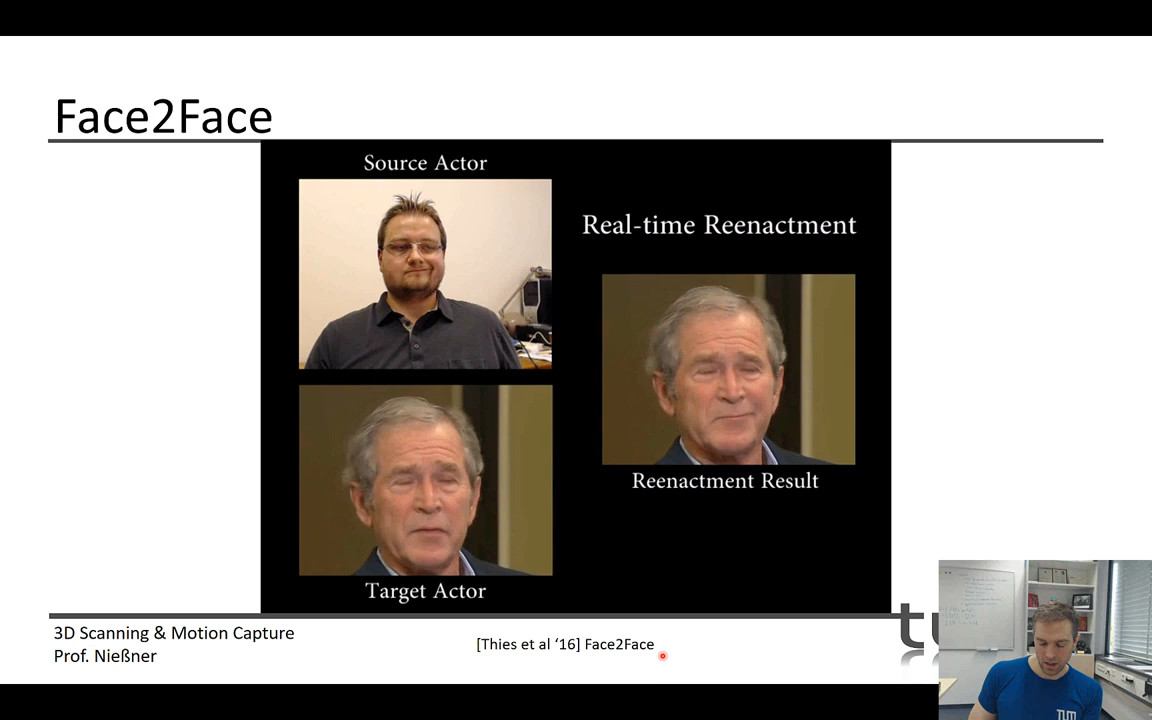 Face2Face
Source Actor
Real-time Reenactment
Reenactment Result
Target Actor
3D Scanning & Motion Capture
Prof. Nießner
[Thies et al ‘16] Face2Face
TUM